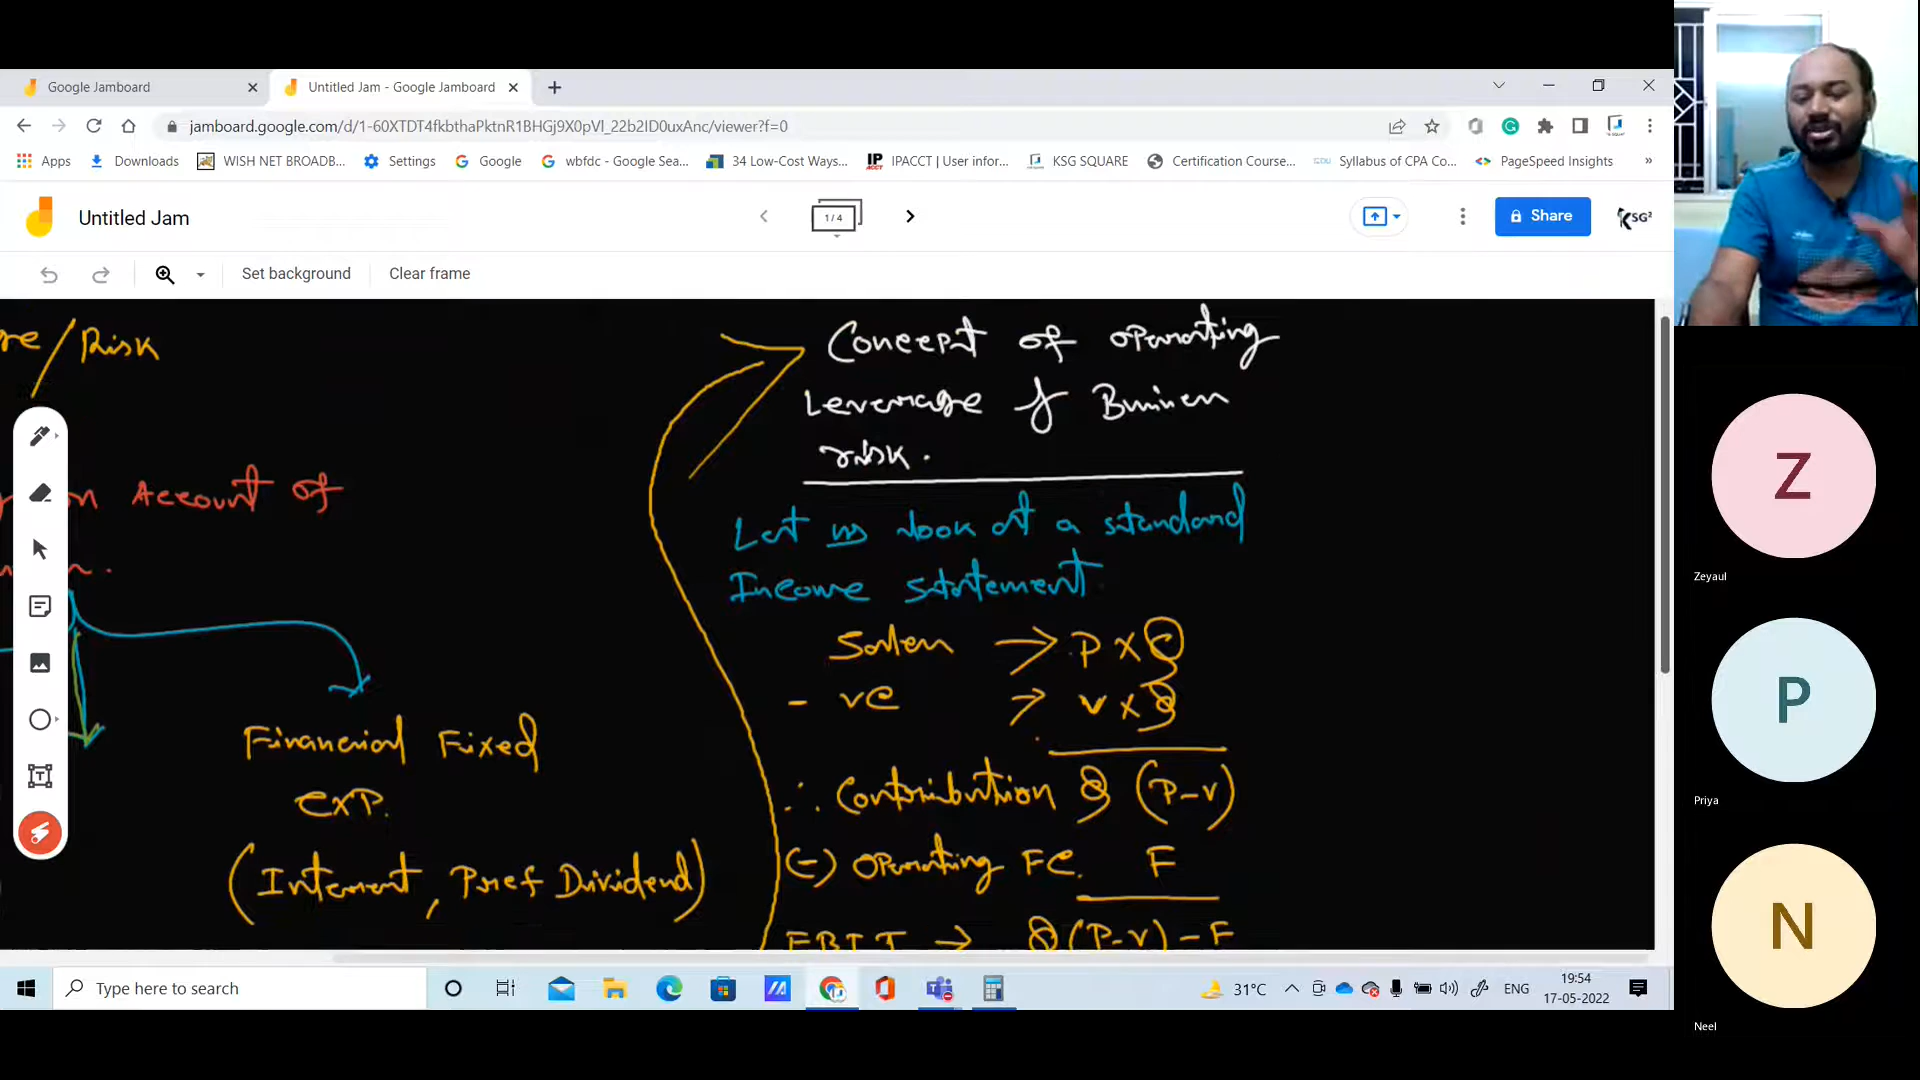 Google Jamboard
Untitled Jam - Google Jamboard
jamboard.google.com/d/1-60XTDT4fkbthaPktnR1BHGj9X0pVl_22b2ID0uxAnc/viewer?f=0
Apps Downloads WISH NET BROADB... Settings Google wbfdc - Google Sea... 34 Low-Cost Ways... IPACCT | User infor... KSG SQUARE Certification Course... Syllabus of CPA Co... PageSpeed Insights »
Untitled Jam
1 / 4
Share
KSG²
Set background Clear frame
re/Risk
on Account of
Financial Fixed
exp.
(Interest, Pref Dividend)
Concept of operating
Leverage & Business
risk.
Let us look at a standard
Income statement
Sales → P x Q
- VC > V x Q
∴ Contribution Q (P-V)
(-) operating FC. F
EBIT → Q(P-V) - F
Z
Zeyaul
P
Priya
N
Neel
Type here to search
31°C
ENG
19:54
17-05-2022